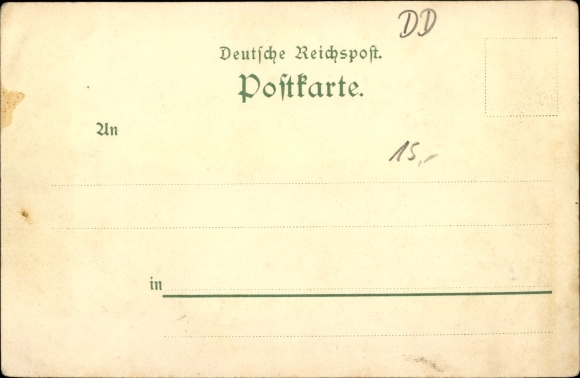 DD
Deutsche Reichspost.
Postkarte.
An
15,-
in